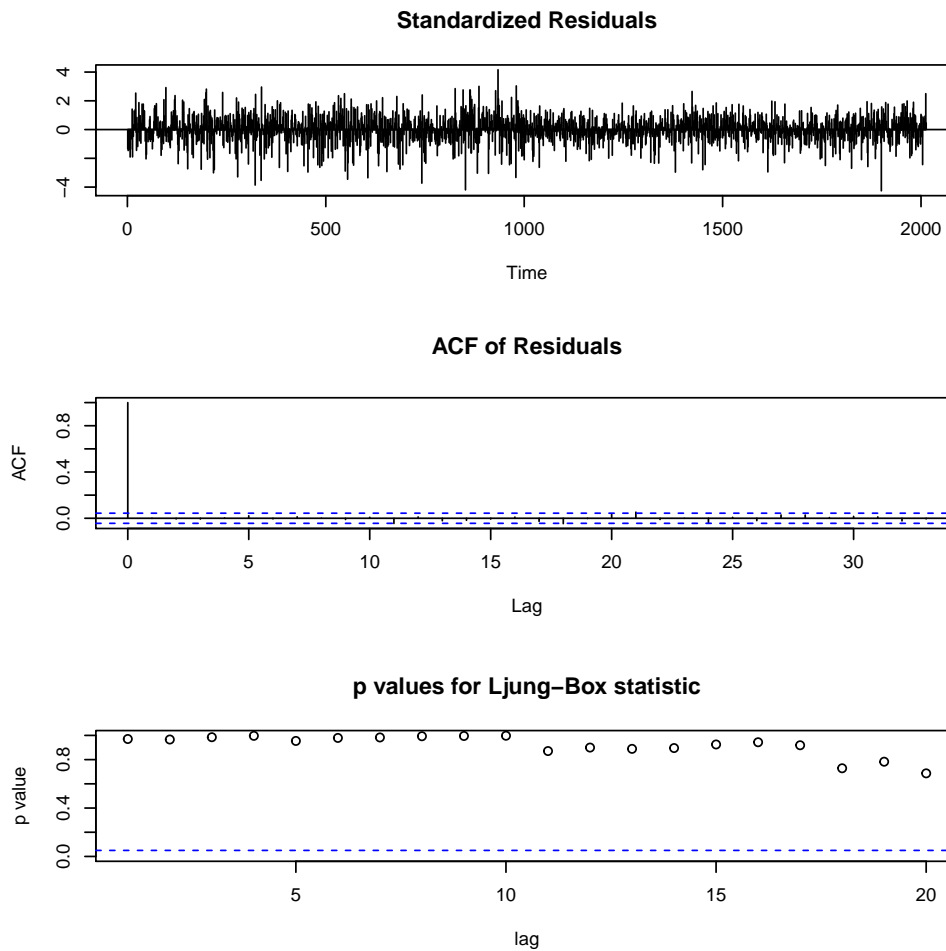 Standardized Residuals
4
2
0
−4
0 500 1000 1500 2000
Time
ACF of Residuals
ACF
0.8
0.4
0.0
0 5 10 15 20 25 30
Lag
p values for Ljung−Box statistic
p value
0.8
0.4
0.0
5 10 15 20
lag